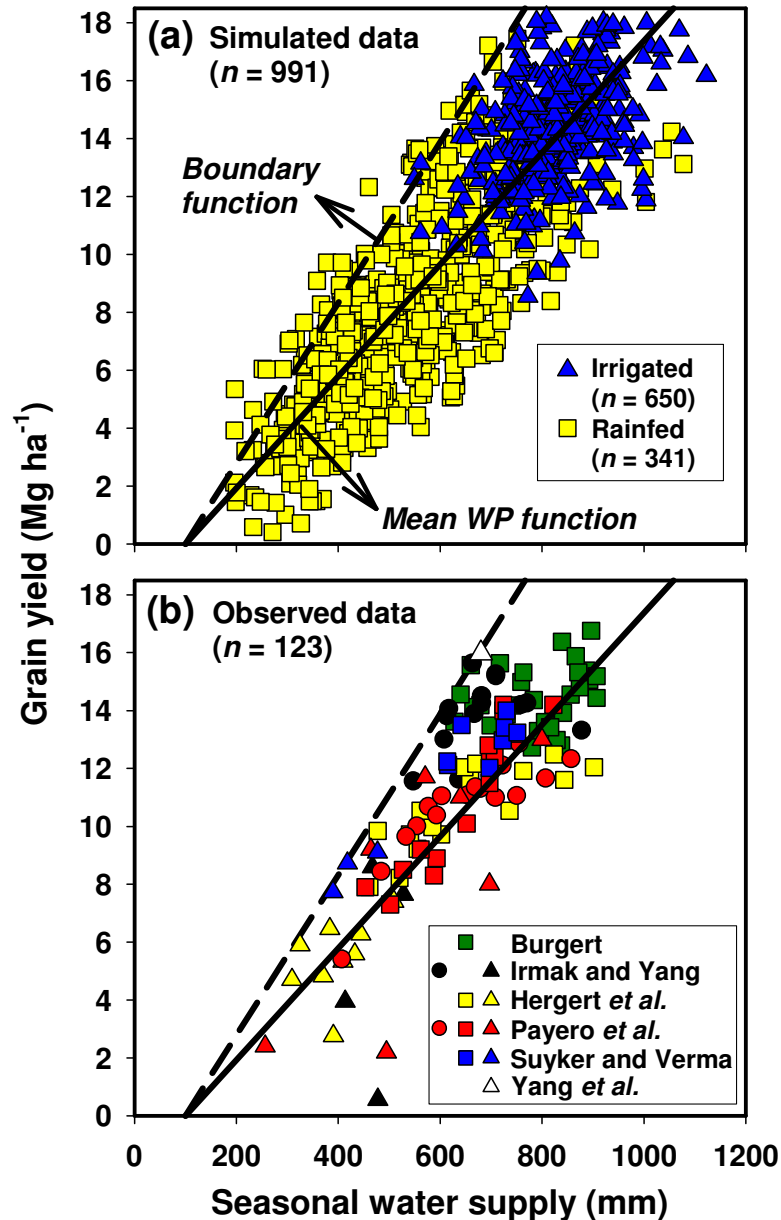 Grain yield (Mg ha⁻¹)
(a) Simulated data
(n = 991)
Boundary
function
Irrigated
(n = 650)
Rainfed
(n = 341)
Mean WP function
18
16
14
12
10
8
6
4
2
0
(b) Observed data
(n = 123)
Burgert
Irmak and Yang
Hergert et al.
Payero et al.
Suyker and Verma
Yang et al.
18
16
14
12
10
8
6
4
2
0
0 200 400 600 800 1000 1200
Seasonal water supply (mm)